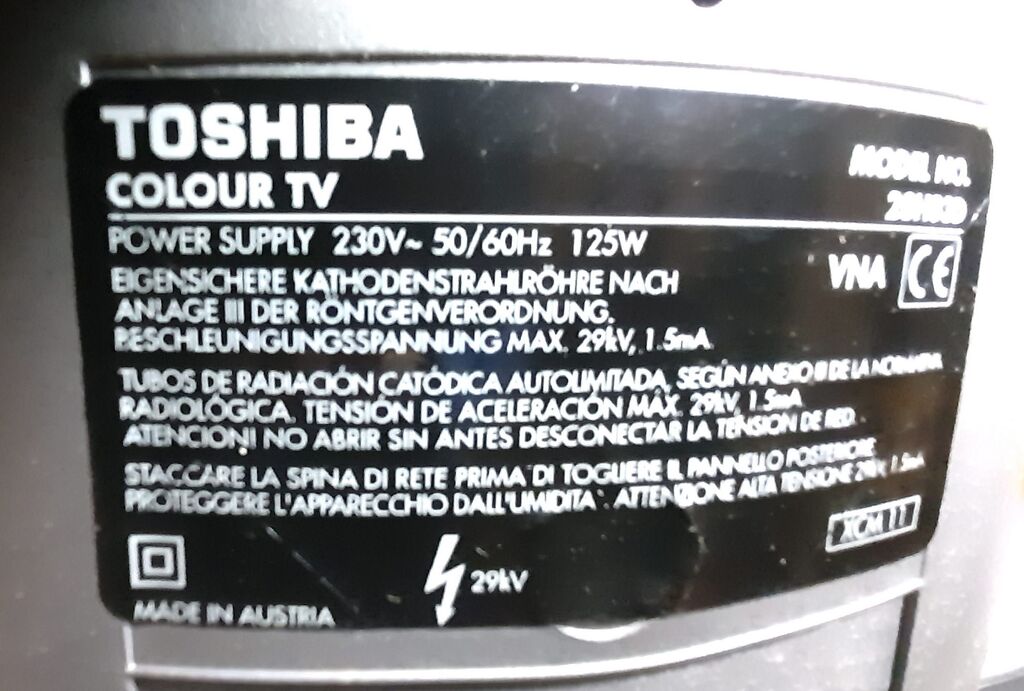 TOSHIBA
COLOUR TV
MODEL NO.
POWER SUPPLY 230V~ 50/60Hz 125W
VNA CE
EIGENSICHERE KATHODENSTRAHLRÖHRE NACH
ANLAGE III DER RÖNTGENVERORDNUNG.
BESCHLEUNIGUNGSSPANNUNG MAX. 29kV, 1.5mA.
TUBOS DE RADIACIÓN CATÓDICA AUTOLIMITADA, SEGÚN ANEXO III DE LA NORMATIVA
RADIOLÓGICA. TENSIÓN DE ACELERACIÓN MÁX. 29kV, 1.5mA
ATENCION! NO ABRIR SIN ANTES DESCONECTAR LA TENSION DE RED.
STACCARE LA SPINA DI RETE PRIMA DI TOGLIERE IL PANNELLO POSTERIORE
PROTEGGERE L'APPARECCHIO DALL'UMIDITA'. ATTENZIONE ALTA TENSIONE 29kV, 1.5mA
XCM 11
29kV
MADE IN AUSTRIA